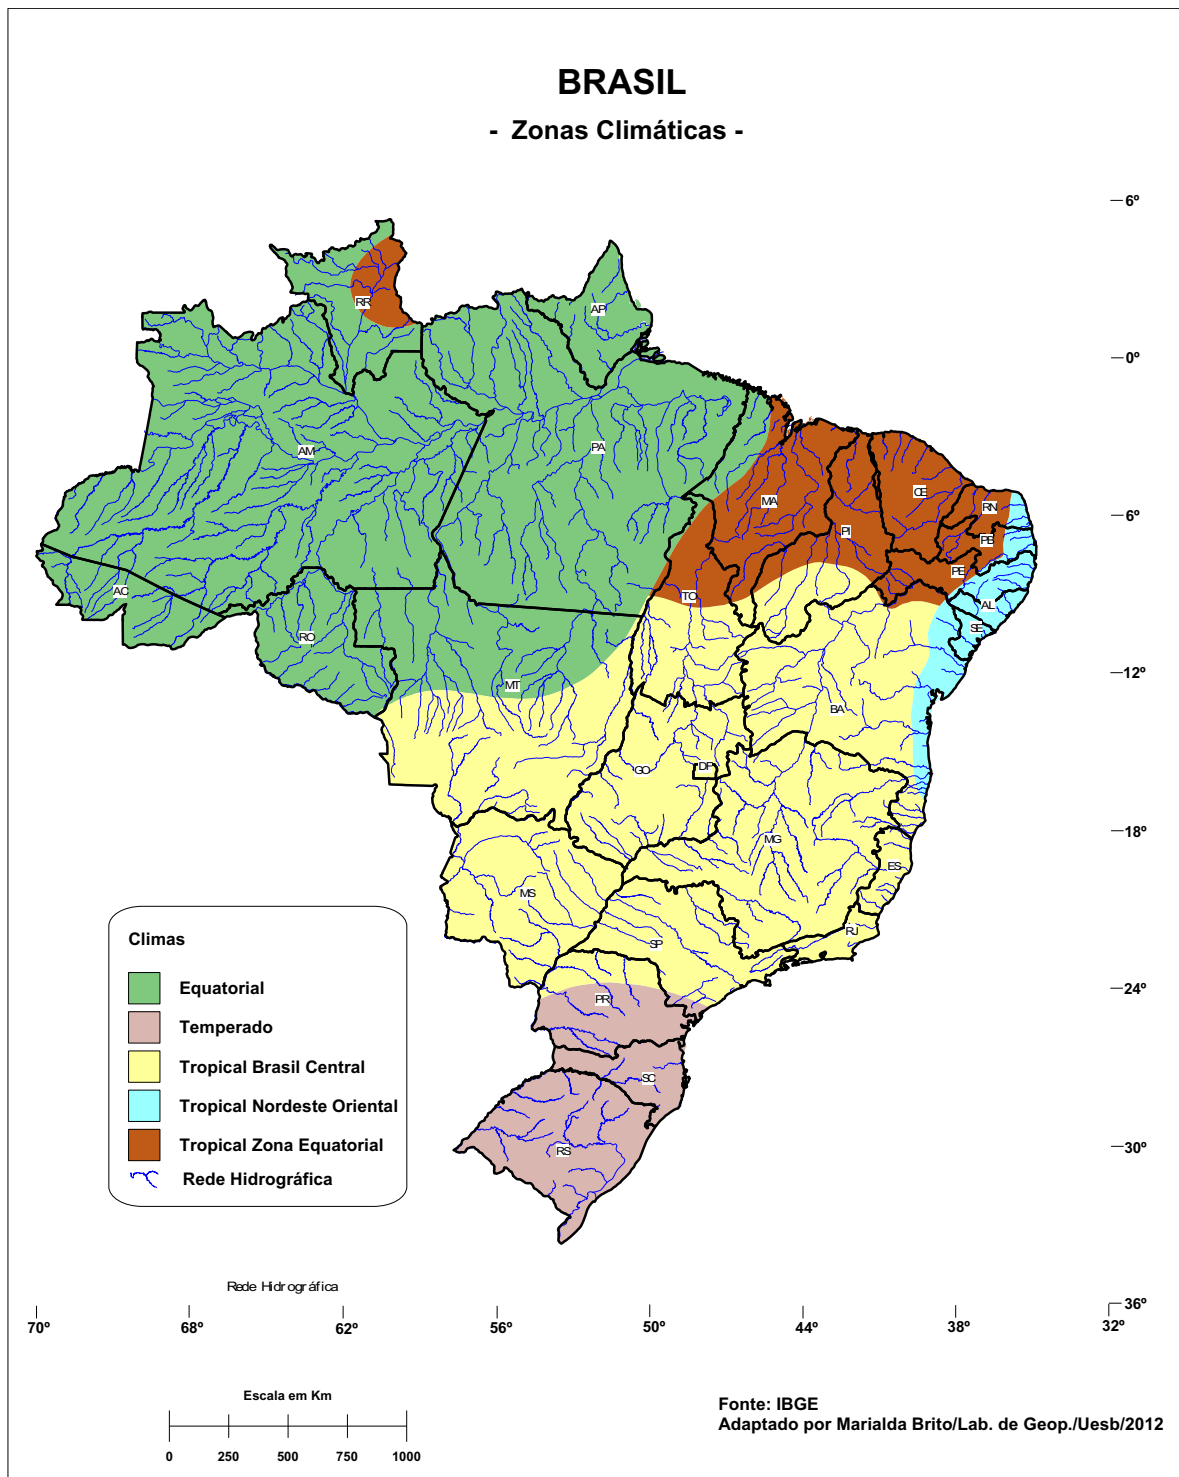 BRASIL
- Zonas Climáticas -
6º
RR
AP
0º
AM
PA
CE
MA
RN
6º
PI
PB
PE
AC
TO
AL
RO
SE
12º
MT
BA
GO
DF
18º
MG
ES
MS
RJ
SP
24º
PR
SC
30º
RS
Climas
Equatorial
Temperado
Tropical Brasil Central
Tropical Nordeste Oriental
Tropical Zona Equatorial
Rede Hidrográfica
Rede Hidrográfica
36º
70º 68º 62º 56º 50º 44º 38º 32º
Escala em Km
0 250 500 750 1000
Fonte: IBGE
Adaptado por Marialda Brito/Lab. de Geop./Uesb/2012